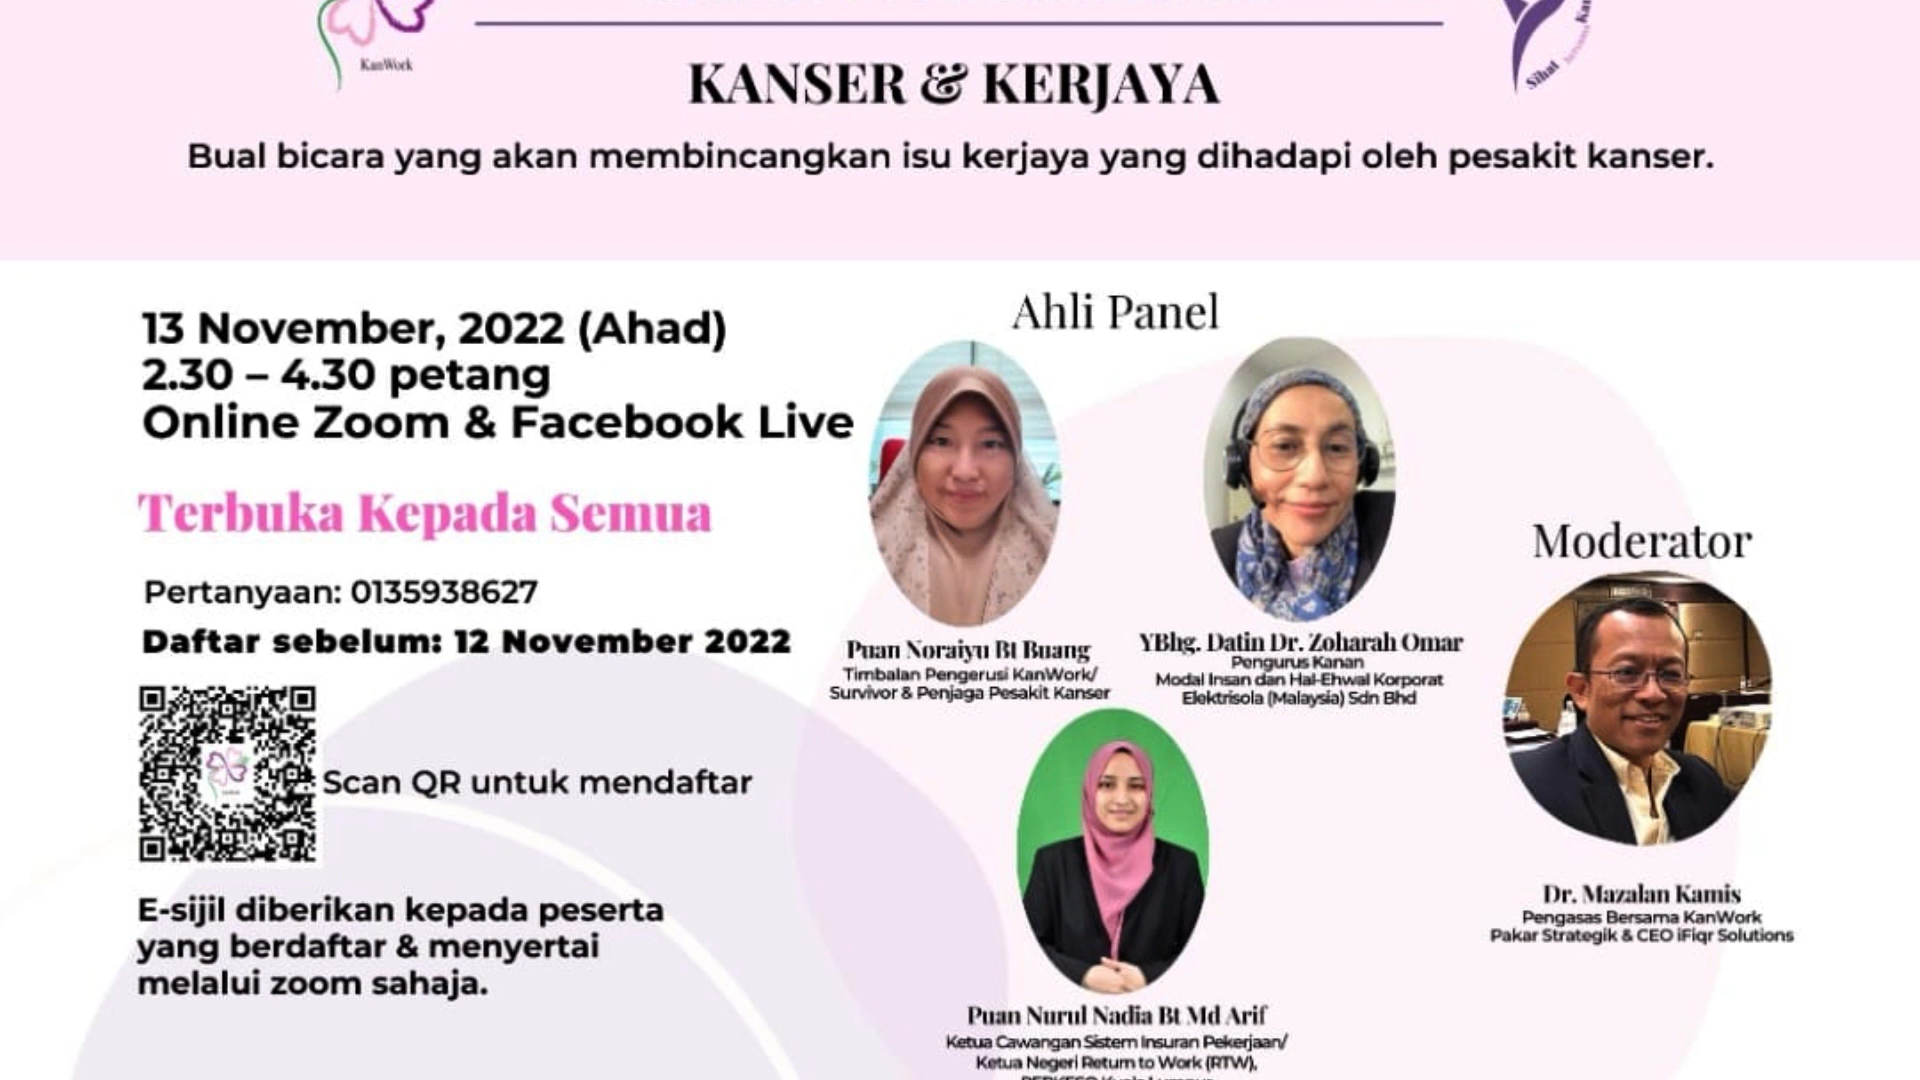 KanWork
Sihat
KANSER & KERJAYA
Bual bicara yang akan membincangkan isu kerjaya yang dihadapi oleh pesakit kanser.
13 November, 2022 (Ahad)
2.30 – 4.30 petang
Online Zoom & Facebook Live
Terbuka Kepada Semua
Pertanyaan: 0135938627
Daftar sebelum: 12 November 2022
Scan QR untuk mendaftar
E-sijil diberikan kepada peserta
yang berdaftar & menyertai
melalui zoom sahaja.
Ahli Panel
Puan Noraiyu Bt Buang
Timbalan Pengerusi KanWork/
Survivor & Penjaga Pesakit Kanser
YBhg. Datin Dr. Zoharah Omar
Pengurus Kanan
Modal Insan dan Hal-Ehwal Korporat
Elektrisola (Malaysia) Sdn Bhd
Puan Nurul Nadia Bt Md Arif
Ketua Cawangan Sistem Insuran Pekerjaan/
Ketua Negeri Return to Work (RTW),
Moderator
Dr. Mazalan Kamis
Pengasas Bersama KanWork
Pakar Strategik & CEO iFiqr Solutions